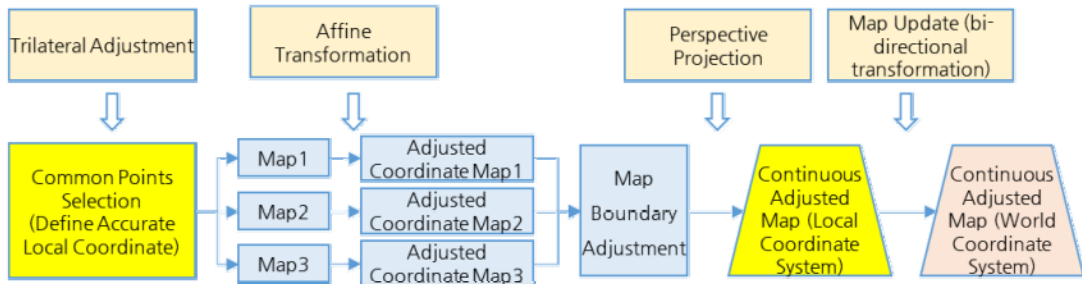 Trilateral Adjustment
Affine
Transformation
Perspective
Projection
Map Update (bi-
directional
transformation)
Common Points
Selection
(Define Accurate
Local Coordinate)
Map1
Adjusted
Coordinate Map1
Map2
Adjusted
Coordinate Map2
Map3
Adjusted
Coordinate Map3
Map
Boundary
Adjustment
Continuous
Adjusted
Map (Local
Coordinate
System)
Continuous
Adjusted
Map (World
Coordinate
System)